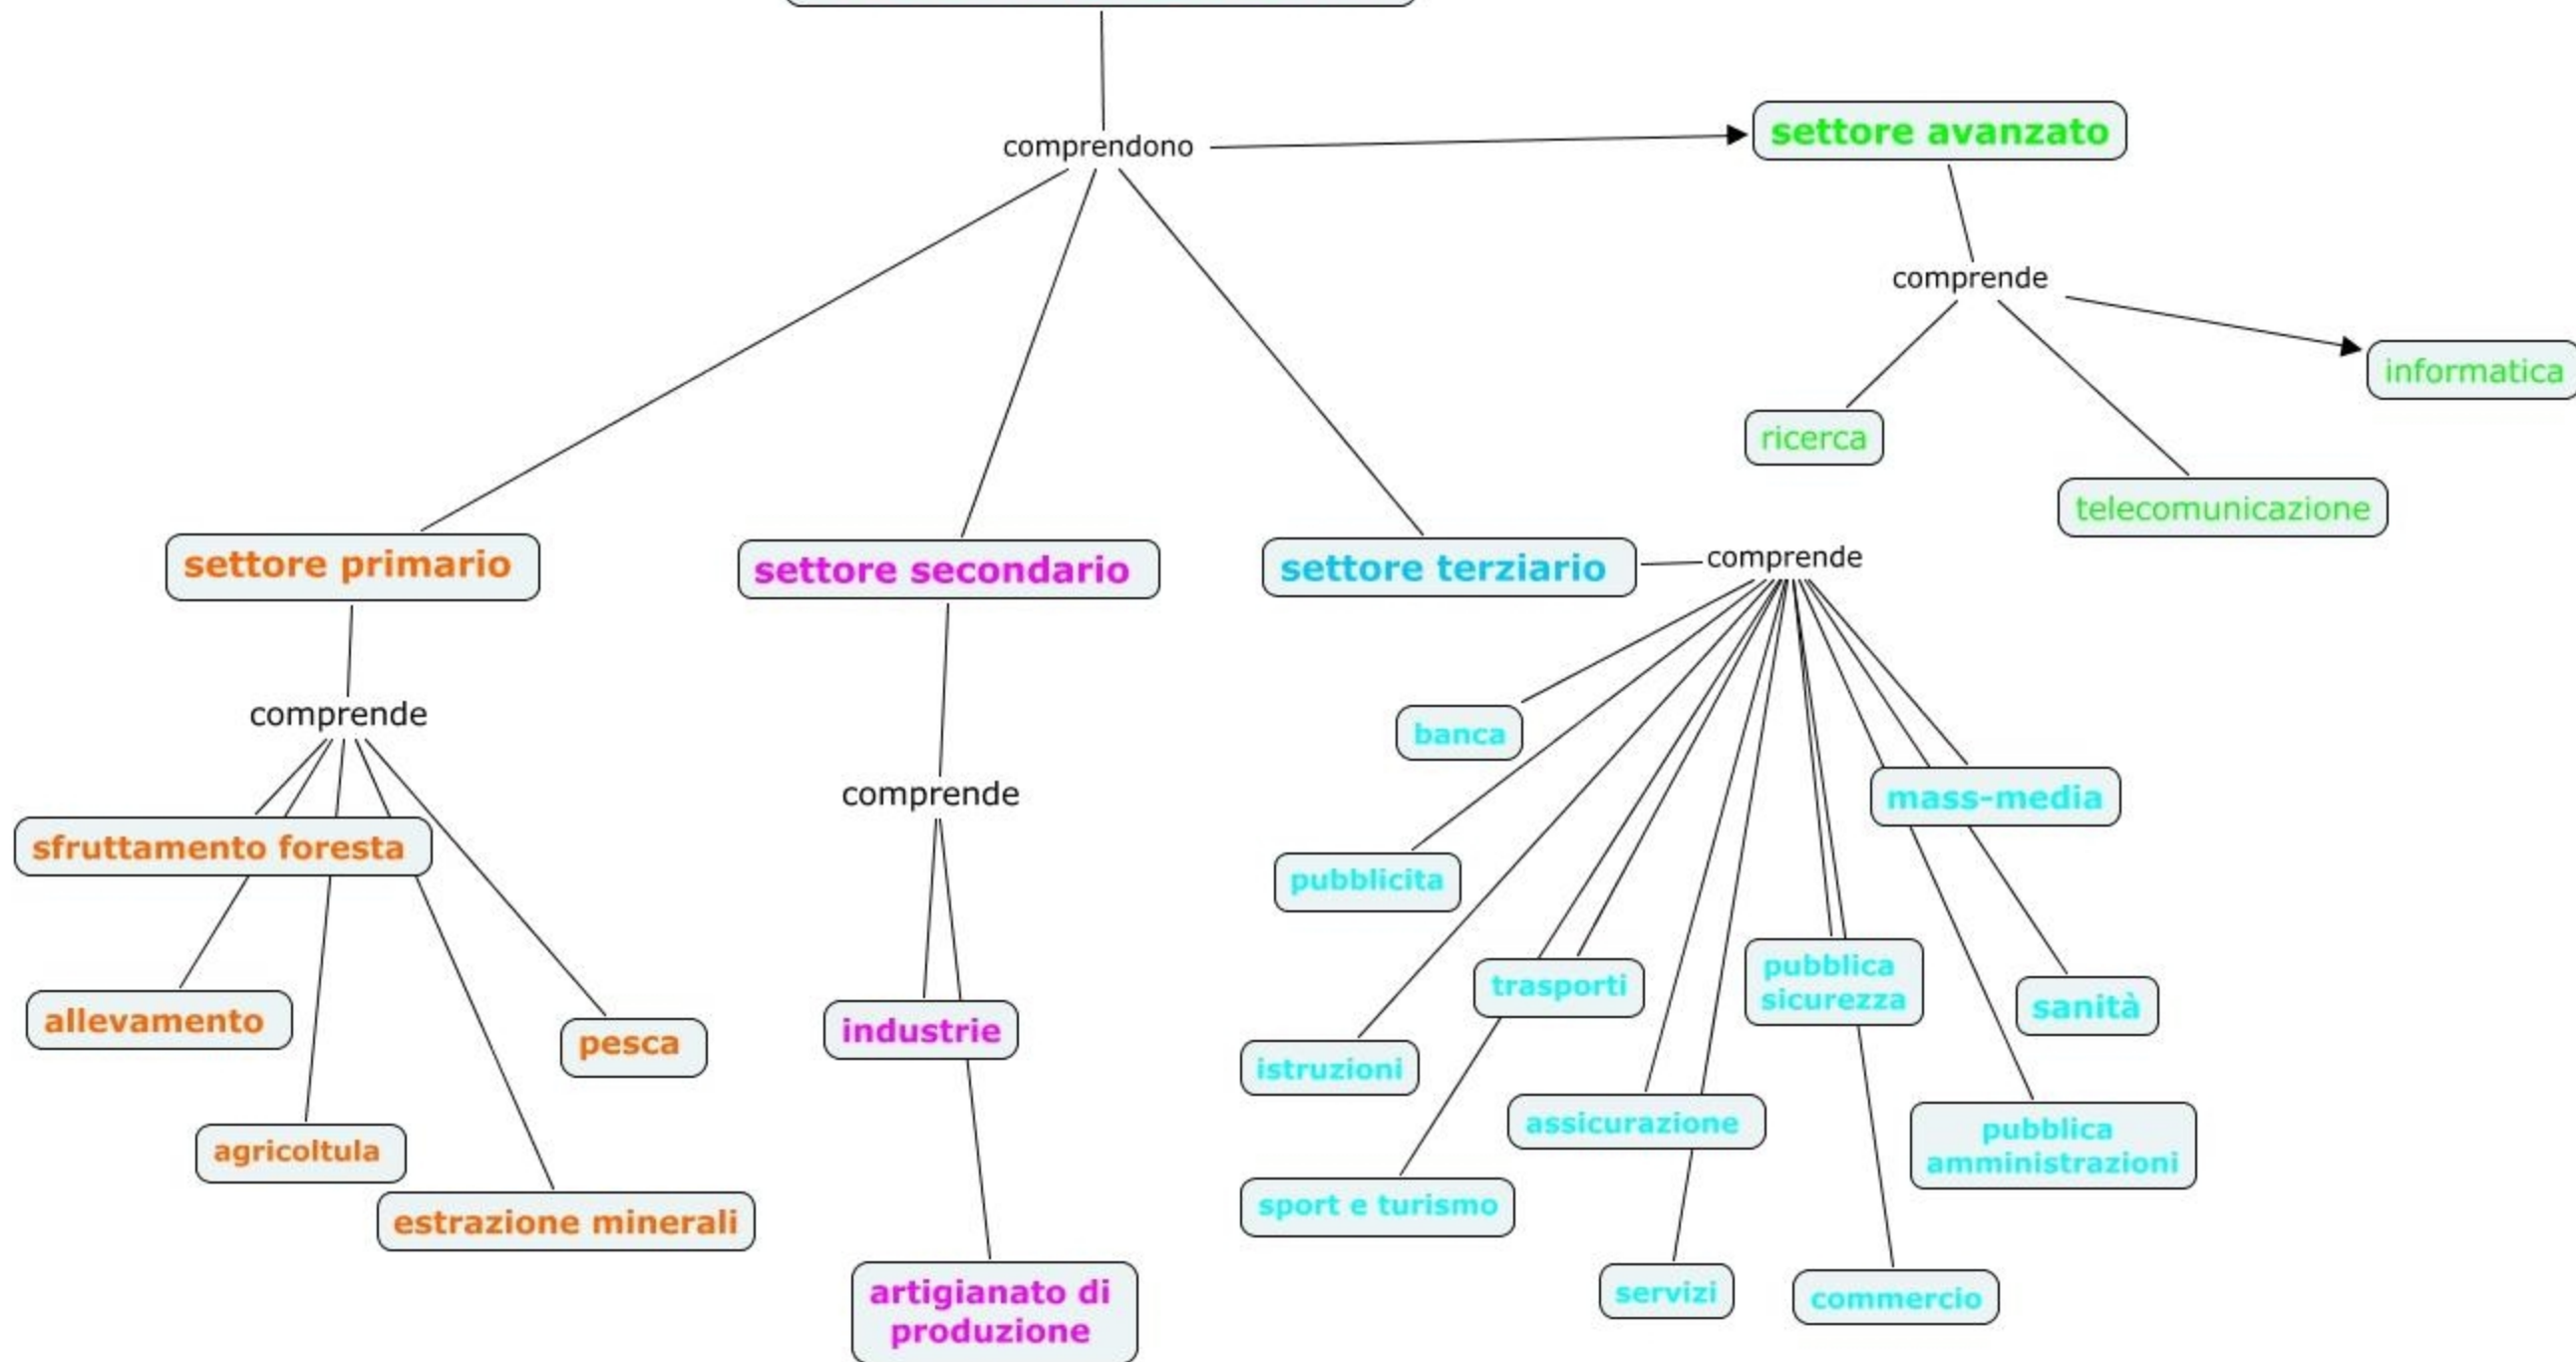 comprendono
settore avanzato
comprende
informatica
ricerca
telecomunicazione
settore primario
settore secondario
settore terziario
comprende
comprende
banca
comprende
mass-media
sfruttamento foresta
pubblicita
trasporti
pubblica
sicurezza
sanità
allevamento
pesca
industrie
istruzioni
assicurazione
pubblica
amministrazioni
agricoltula
sport e turismo
estrazione minerali
servizi
commercio
artigianato di
produzione